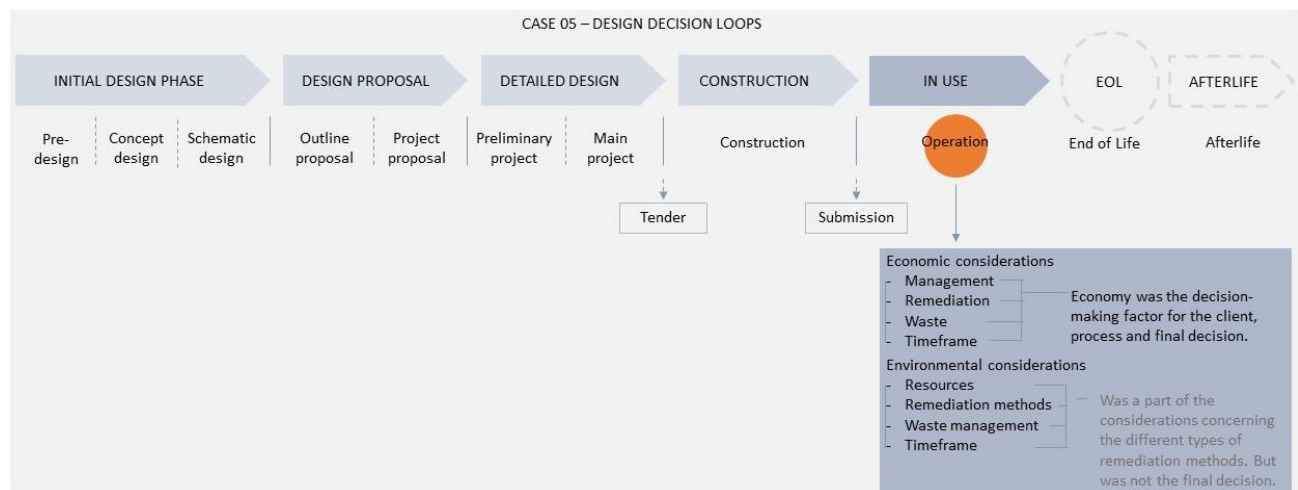 CASE 05 – DESIGN DECISION LOOPS
INITIAL DESIGN PHASE
DESIGN PROPOSAL
DETAILED DESIGN
CONSTRUCTION
IN USE
EOL
AFTERLIFE
Pre-
design
Concept
design
Schematic
design
Outline
proposal
Project
proposal
Preliminary
project
Main
project
Construction
Operation
End of Life
Afterlife
Tender
Submission
Economic considerations
- Management
- Remediation
- Waste
- Timeframe
Economy was the decision-
making factor for the client,
process and final decision.
Environmental considerations
- Resources
- Remediation methods
- Waste management
- Timeframe
Was a part of the
considerations concerning
the different types of
remediation methods. But
was not the final decision.